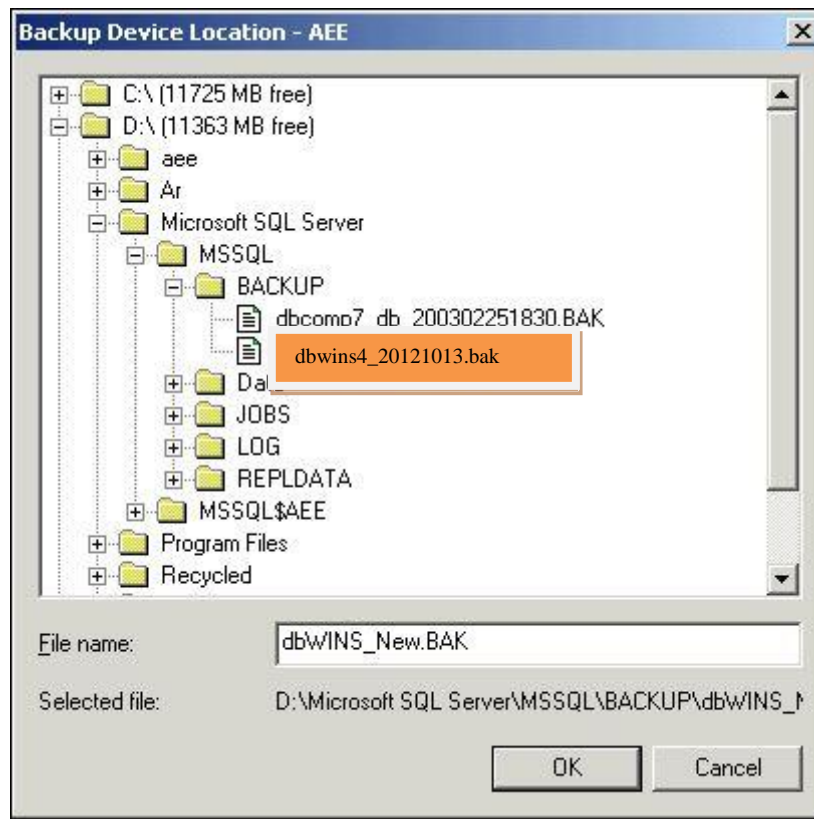 Backup Device Location - AEE
C:\ (11725 MB free)
D:\ (11363 MB free)
aee
Ar
Microsoft SQL Server
MSSQL
BACKUP
dbcomp7_db_200302251830.BAK
dbwins4_20121013.bak
JOBS
LOG
REPLDATA
MSSQL$AEE
Program Files
Recycled
File name:
dbWINS_New.BAK
Selected file:
D:\Microsoft SQL Server\MSSQL\BACKUP\dbWINS_
OK
Cancel